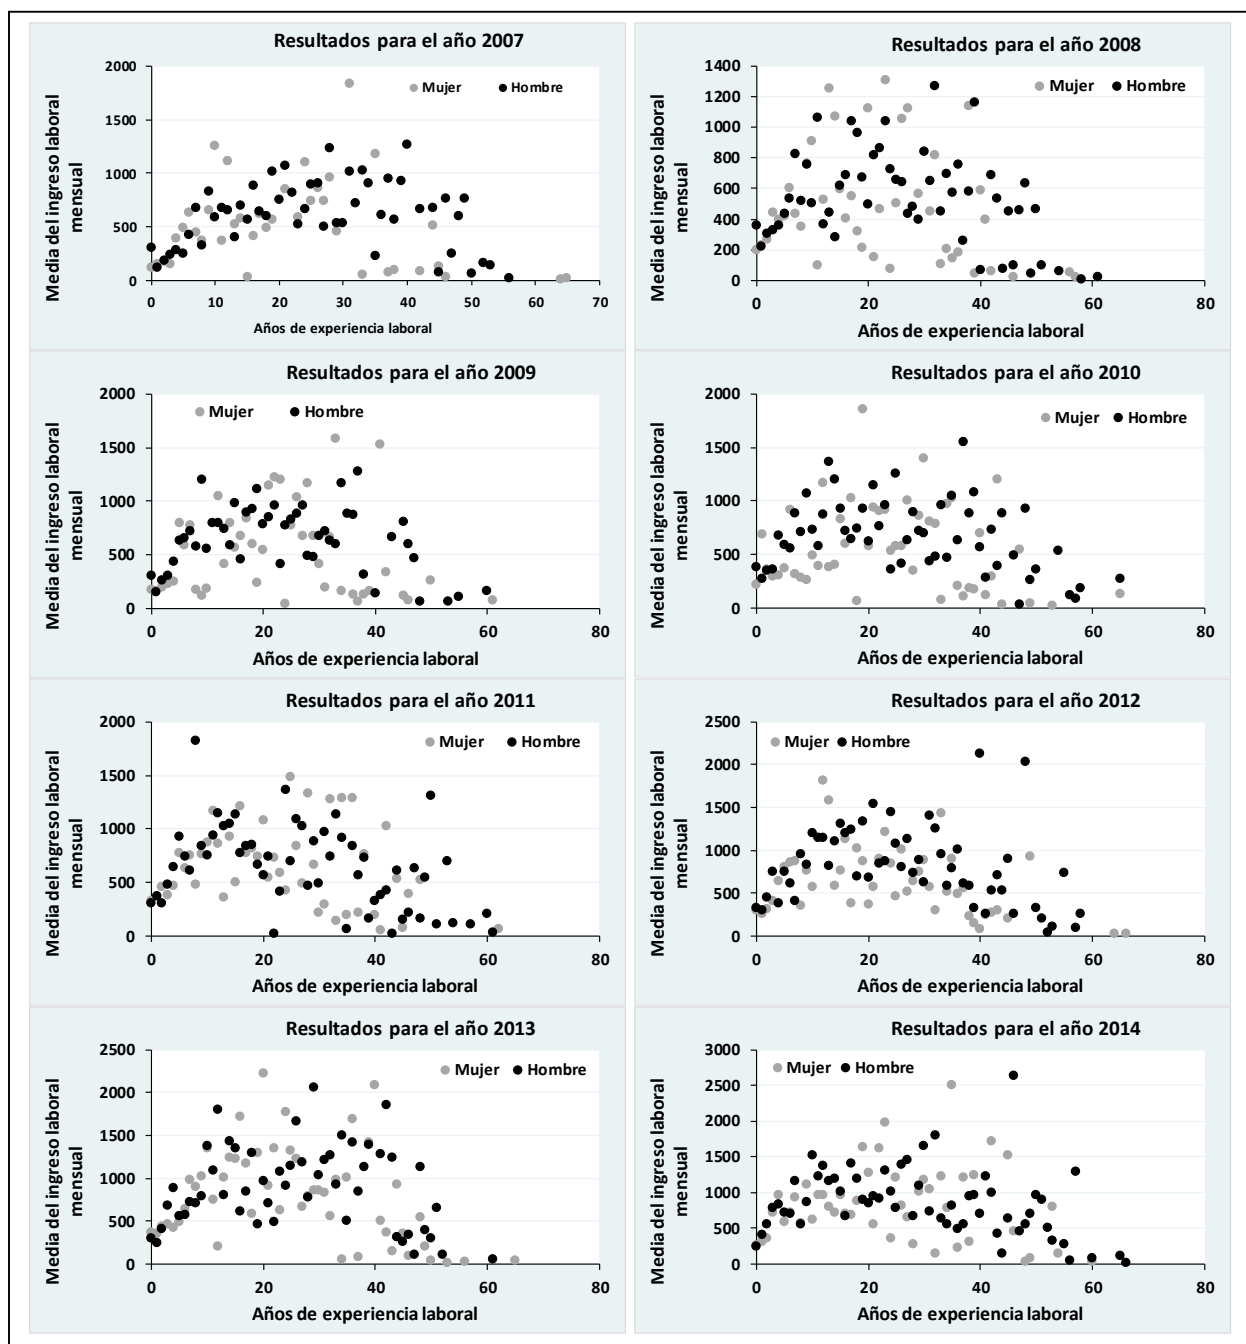 Resultados para el año 2007
Media del ingreso laboral
mensual
2000
1500
1000
500
0
Mujer
Hombre
0 10 20 30 40 50 60 70
Años de experiencia laboral
Resultados para el año 2008
Media del ingreso laboral
mensual
1400
1200
1000
800
600
400
200
0
Mujer
Hombre
0 20 40 60 80
Años de experiencia laboral
Resultados para el año 2009
Media del ingreso laboral
mensual
2000
1500
1000
500
0
Mujer
Hombre
0 20 40 60 80
Años de experiencia laboral
Resultados para el año 2010
Media del ingreso laboral
mensual
2000
1500
1000
500
0
Mujer
Hombre
0 20 40 60 80
Años de experiencia laboral
Resultados para el año 2011
Media del ingreso laboral
mensual
2000
1500
1000
500
0
Mujer
Hombre
0 20 40 60 80
Años de experiencia laboral
Resultados para el año 2012
Media del ingreso laboral
mensual
2500
2000
1500
1000
500
0
Mujer
Hombre
0 20 40 60 80
Años de experiencia laboral
Resultados para el año 2013
Media del ingreso laboral
mensual
2500
2000
1500
1000
500
0
Mujer
Hombre
0 20 40 60 80
Años de experiencia laboral
Resultados para el año 2014
Media del ingreso laboral
mensual
3000
2500
2000
1500
1000
500
0
Mujer
Hombre
0 20 40 60 80
Años de experiencia laboral